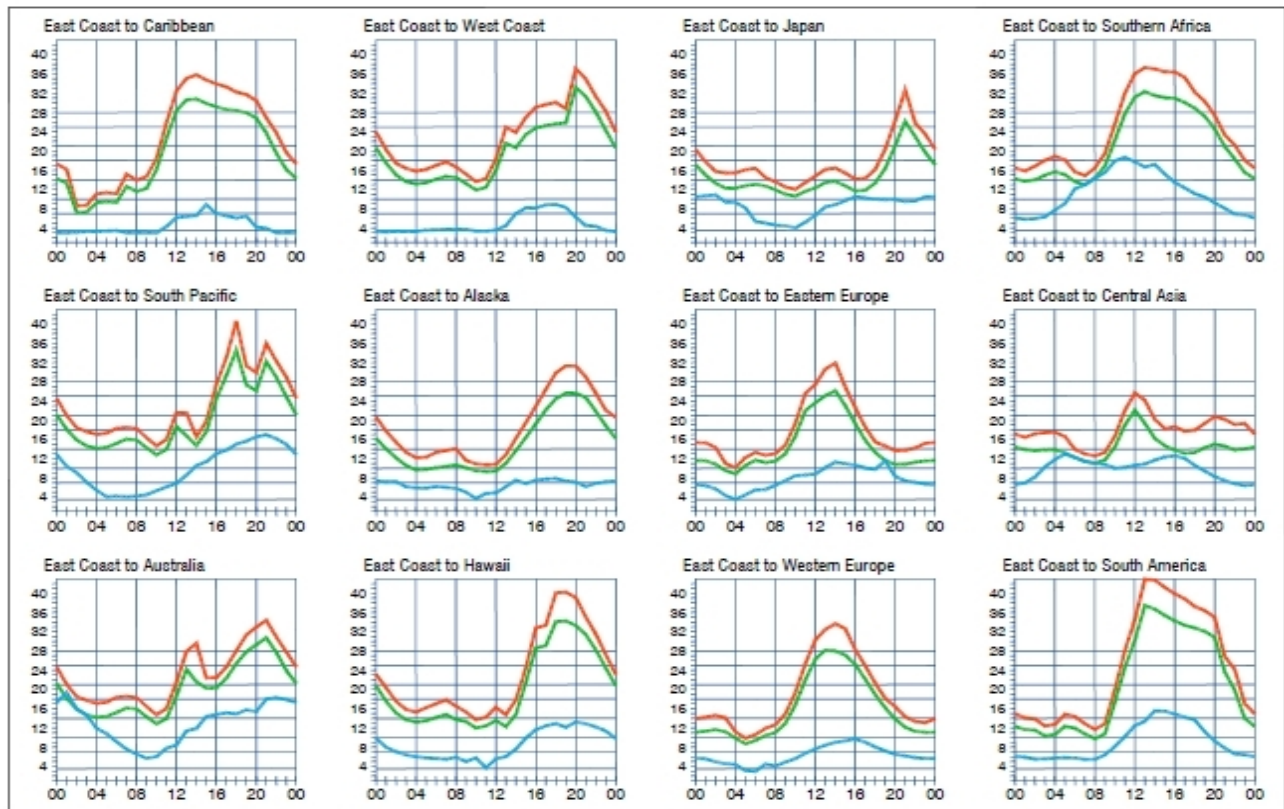 East Coast to Caribbean East Coast to West Coast East Coast to Japan East Coast to Southern Africa
40 40 40 40
36 36 36 36
32 32 32 32
28 28 28 28
24 24 24 24
20 20 20 20
16 16 16 16
12 12 12 12
8 8 8 8
4 4 4 4
00 04 08 12 16 20 00 00 04 08 12 16 20 00 00 04 08 12 16 20 00 00 04 08 12 16 20 00
East Coast to South Pacific East Coast to Alaska East Coast to Eastern Europe East Coast to Central Asia
40 40 40 40
36 36 36 36
32 32 32 32
28 28 28 28
24 24 24 24
20 20 20 20
16 16 16 16
12 12 12 12
8 8 8 8
4 4 4 4
00 04 08 12 16 20 00 00 04 08 12 16 20 00 00 04 08 12 16 20 00 00 04 08 12 16 20 00
East Coast to Australia East Coast to Hawaii East Coast to Western Europe East Coast to South America
40 40 40 40
36 36 36 36
32 32 32 32
28 28 28 28
24 24 24 24
20 20 20 20
16 16 16 16
12 12 12 12
8 8 8 8
4 4 4 4
00 04 08 12 16 20 00 00 04 08 12 16 20 00 00 04 08 12 16 20 00 00 04 08 12 16 20 00